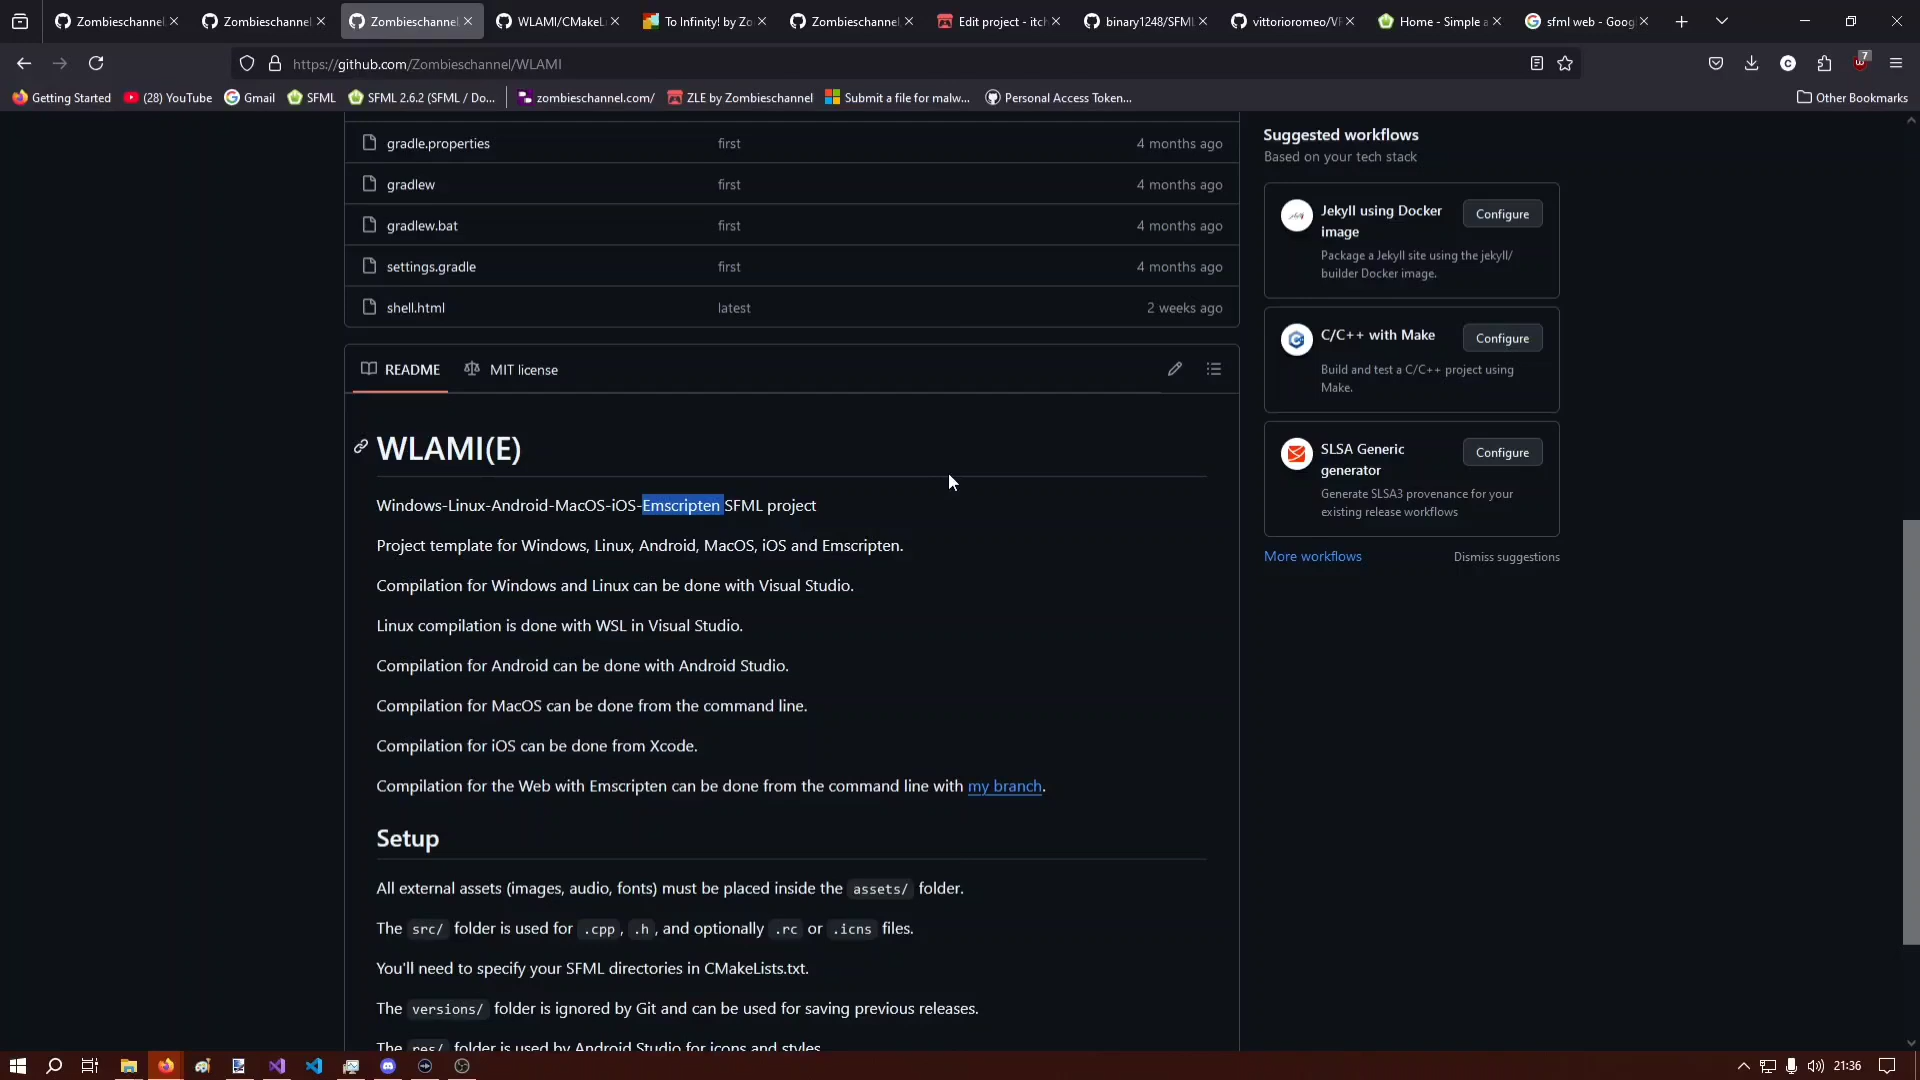 Zombieschannel
Zombieschannel
Zombieschannel
WLAMI/CMakeL
To Infinity! by Zo
Zombieschannel
Edit project - itch
binary1248/SFML
vittorioromeo/VR
Home - Simple a
sfml web - Goog
https://github.com/Zombieschannel/WLAMI
7
Getting Started
(28) YouTube
Gmail
SFML
SFML 2.6.2 (SFML / Do...
zombieschannel.com/
ZLE by Zombieschannel
Submit a file for malw...
Personal Access Token...
Other Bookmarks
gradle.properties first 4 months ago
gradlew first 4 months ago
gradlew.bat first 4 months ago
settings.gradle first 4 months ago
shell.html latest 2 weeks ago
README MIT license
WLAMI(E)
Windows-Linux-Android-MacOS-iOS-Emscripten SFML project
Project template for Windows, Linux, Android, MacOS, iOS and Emscripten.
Compilation for Windows and Linux can be done with Visual Studio.
Linux compilation is done with WSL in Visual Studio.
Compilation for Android can be done with Android Studio.
Compilation for MacOS can be done from the command line.
Compilation for iOS can be done from Xcode.
Compilation for the Web with Emscripten can be done from the command line with my branch.
Setup
All external assets (images, audio, fonts) must be placed inside the assets/ folder.
The src/ folder is used for .cpp, .h, and optionally .rc or .icns files.
You'll need to specify your SFML directories in CMakeLists.txt.
The versions/ folder is ignored by Git and can be used for saving previous releases.
The res/ folder is used by Android Studio for icons and styles
Suggested workflows
Based on your tech stack
Jekyll using Docker
image
Configure
Package a Jekyll site using the jekyll/
builder Docker image.
C/C++ with Make
Configure
Build and test a C/C++ project using
Make.
SLSA Generic
generator
Configure
Generate SLSA3 provenance for your
existing release workflows
More workflows Dismiss suggestions
21:36